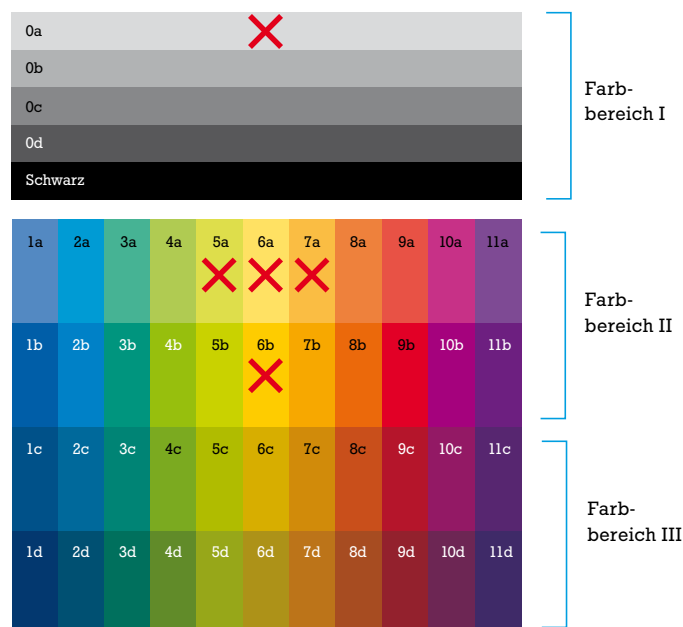 0a
0b
0c
0d
Schwarz
Farb-
bereich I
1a 2a 3a 4a 5a 6a 7a 8a 9a 10a 11a
1b 2b 3b 4b 5b 6b 7b 8b 9b 10b 11b
Farb-
bereich II
1c 2c 3c 4c 5c 6c 7c 8c 9c 10c 11c
1d 2d 3d 4d 5d 6d 7d 8d 9d 10d 11d
Farb-
bereich III